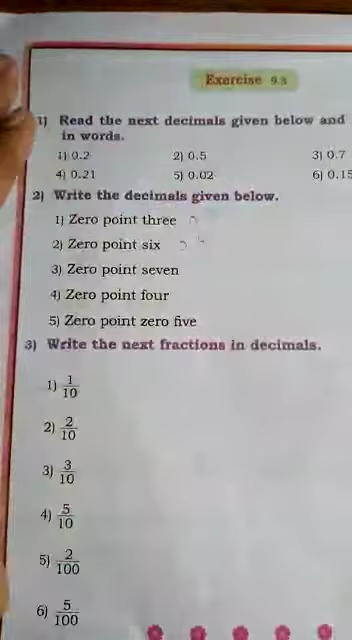 Exercise 9.3
1) Read the next decimals given below and
in words.
1) 0.2 2) 0.5 3) 0.7
4) 0.21 5) 0.02 6) 0.15
2) Write the decimals given below.
1) Zero point three
2) Zero point six
3) Zero point seven
4) Zero point four
5) Zero point zero five
3) Write the next fractions in decimals.
1) 1/10
2) 2/10
3) 3/10
4) 5/10
5) 2/100
6) 5/100